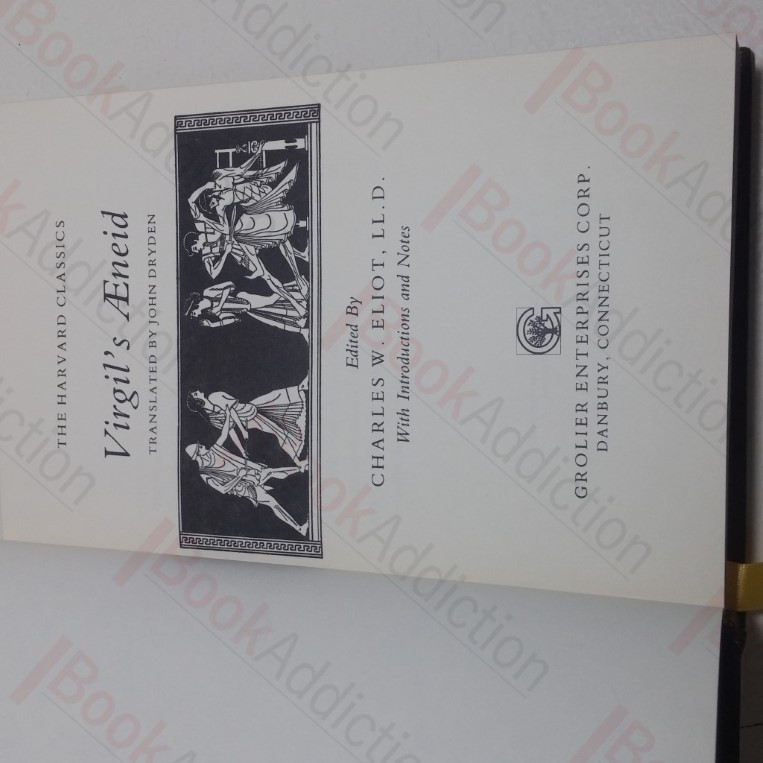 THE HARVARD CLASSICS
Virgil's Æneid
TRANSLATED BY JOHN DRYDEN
Edited By
CHARLES W. ELIOT, LL.D.
With Introductions and Notes
G
GROLIER ENTERPRISES CORP.
DANBURY, CONNECTICUT
BookAddiction